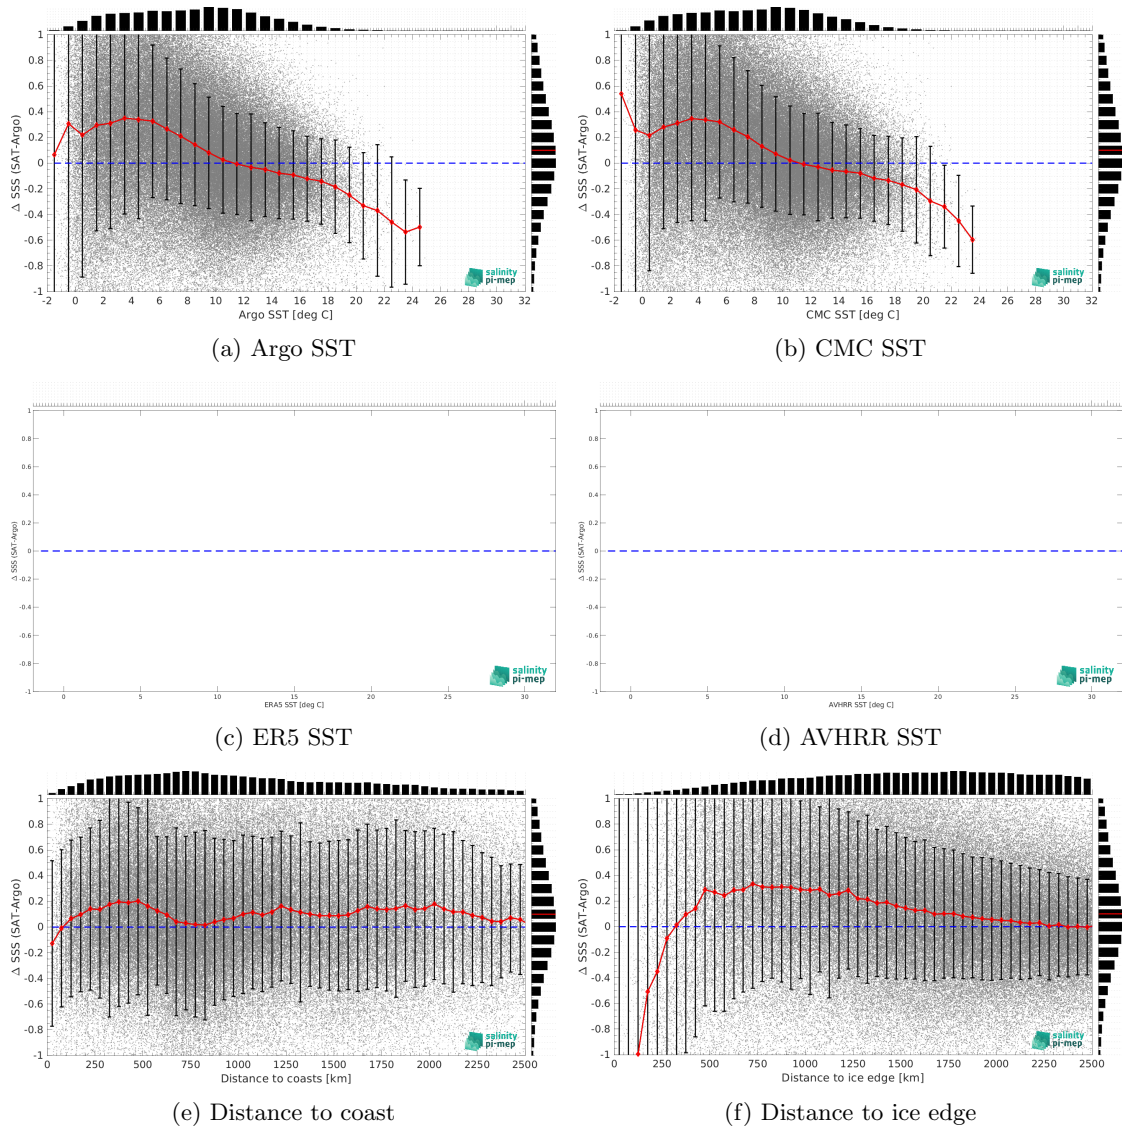 1
0.8
0.6
0.4
0.2
0
-0.2
-0.4
-0.6
-0.8
-1
Δ SSS (SAT-Argo)
-2 0 2 4 6 8 10 12 14 16 18 20 22 24 26 28 30 32
Argo SST [deg C]
salinity
pi-mep
(a) Argo SST
1
0.8
0.6
0.4
0.2
0
-0.2
-0.4
-0.6
-0.8
-1
Δ SSS (SAT-Argo)
-2 0 2 4 6 8 10 12 14 16 18 20 22 24 26 28 30 32
CMC SST [deg C]
salinity
pi-mep
(b) CMC SST
1
0.8
0.6
0.4
0.2
0
-0.2
-0.4
-0.6
-0.8
-1
Δ SSS (SAT-Argo)
0 5 10 15 20 25 30
ERA5 SST [deg C]
salinity
pi-mep
(c) ER5 SST
1
0.8
0.6
0.4
0.2
0
-0.2
-0.4
-0.6
-0.8
-1
Δ SSS (SAT-Argo)
0 5 10 15 20 25 30
AVHRR SST [deg C]
salinity
pi-mep
(d) AVHRR SST
1
0.8
0.6
0.4
0.2
0
-0.2
-0.4
-0.6
-0.8
-1
Δ SSS (SAT-Argo)
0 250 500 750 1000 1250 1500 1750 2000 2250 2500
Distance to coasts [km]
salinity
pi-mep
(e) Distance to coast
1
0.8
0.6
0.4
0.2
0
-0.2
-0.4
-0.6
-0.8
-1
Δ SSS (SAT-Argo)
0 250 500 750 1000 1250 1500 1750 2000 2250 2500
Distance to ice edge [km]
salinity
pi-mep
(f) Distance to ice edge